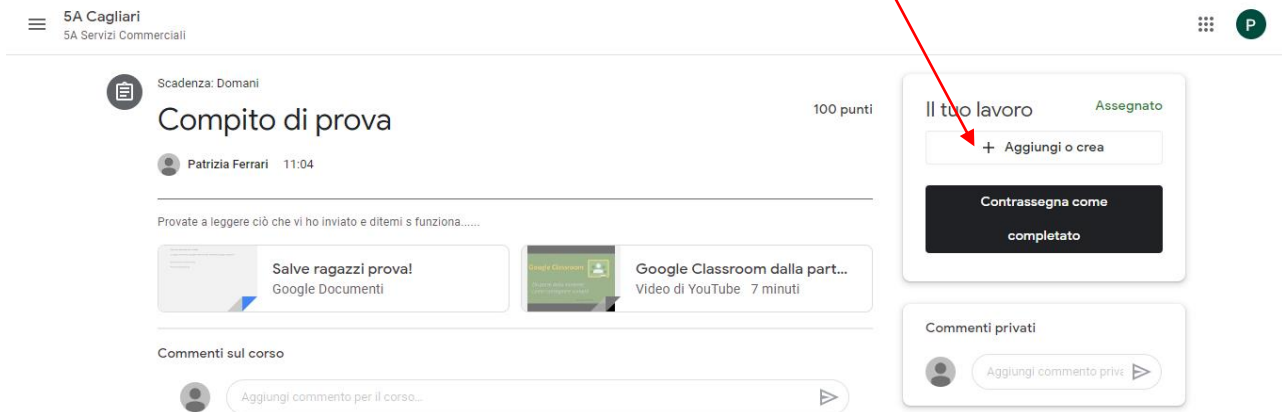 5A Cagliari
5A Servizi Commerciali
P
Scadenza: Domani
Compito di prova
100 punti
Patrizia Ferrari 11:04
Provate a leggere ciò che vi ho inviato e ditemi s funziona......
Salve ragazzi prova!
Google Documenti
Google Classroom
Google Classroom dalla part...
Video di YouTube 7 minuti
Commenti sul corso
Aggiungi commento per il corso...
Il tuo lavoro
Assegnato
+ Aggiungi o crea
Contrassegna come
completato
Commenti privati
Aggiungi commento priva